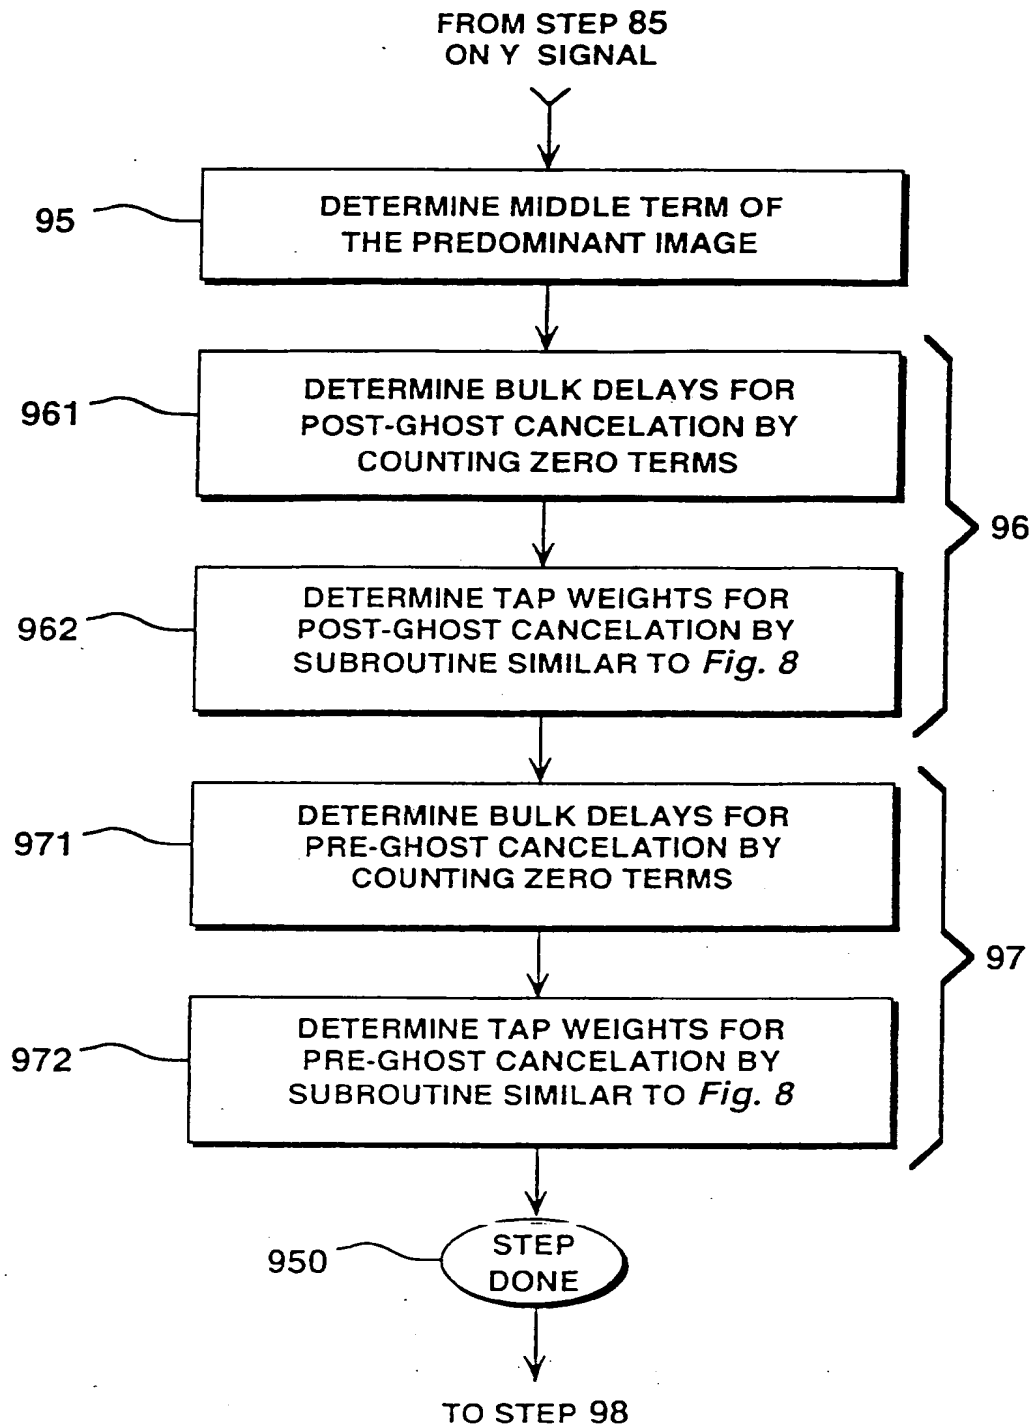 FROM STEP 85
ON Y SIGNAL
95
DETERMINE MIDDLE TERM OF
THE PREDOMINANT IMAGE
961
DETERMINE BULK DELAYS FOR
POST-GHOST CANCELATION BY
COUNTING ZERO TERMS
96
962
DETERMINE TAP WEIGHTS FOR
POST-GHOST CANCELATION BY
SUBROUTINE SIMILAR TO Fig. 8
971
DETERMINE BULK DELAYS FOR
PRE-GHOST CANCELATION BY
COUNTING ZERO TERMS
97
972
DETERMINE TAP WEIGHTS FOR
PRE-GHOST CANCELATION BY
SUBROUTINE SIMILAR TO Fig. 8
950
STEP
DONE
TO STEP 98